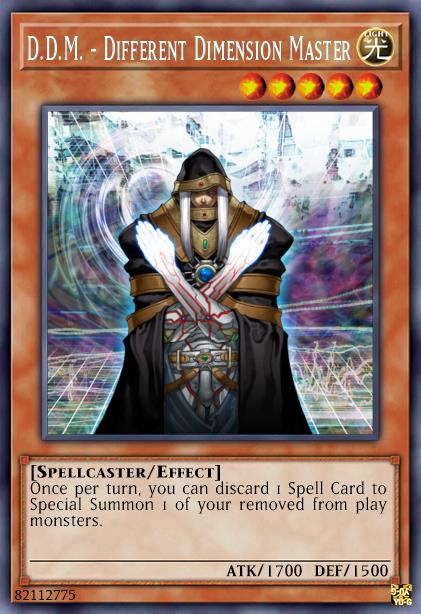 D.D.M. - Different Dimension Master
LIGHT
光
[Spellcaster/Effect]
Once per turn, you can discard 1 Spell Card to
Special Summon 1 of your removed from play
monsters.
ATK/1700 DEF/1500
82112775